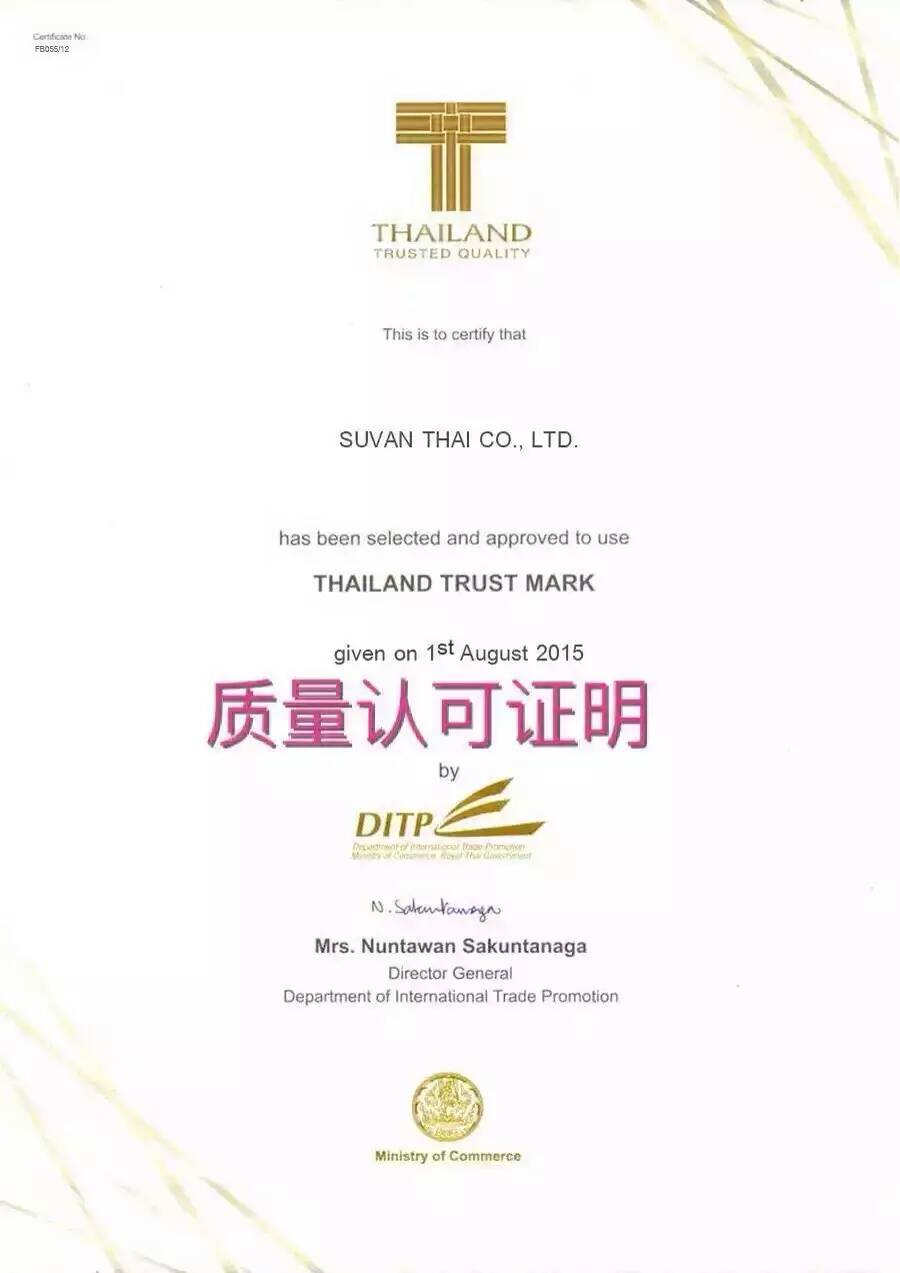 Certificate No.
FB055/12
THAILAND
TRUSTED QUALITY
This is to certify that
SUVAN THAI CO., LTD.
has been selected and approved to use
THAILAND TRUST MARK
given on 1st August 2015
质量认可证明
by
DITP
Department of International Trade Promotion
Ministry of Commerce, Royal Thai Government
N. Sakuntanaga
Mrs. Nuntawan Sakuntanaga
Director General
Department of International Trade Promotion
Ministry of Commerce